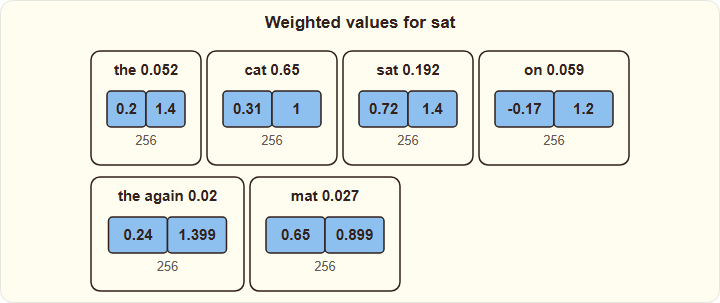 Weighted values for sat
the 0.052
cat 0.65
sat 0.192
on 0.059
0.2 1.4
0.31 1
0.72 1.4
-0.17 1.2
256
256
256
256
the again 0.02
mat 0.027
0.24 1.399
0.65 0.899
256
256